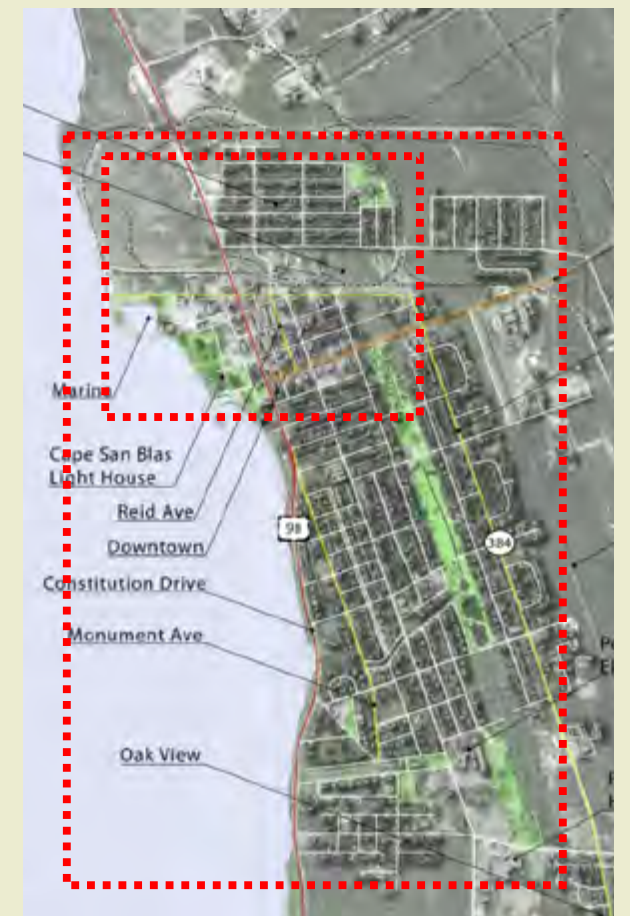 Marina
Cape San Blas
Light House
Reid Ave
98
Downtown
384
Constitution Drive
Monument Ave
Oak View